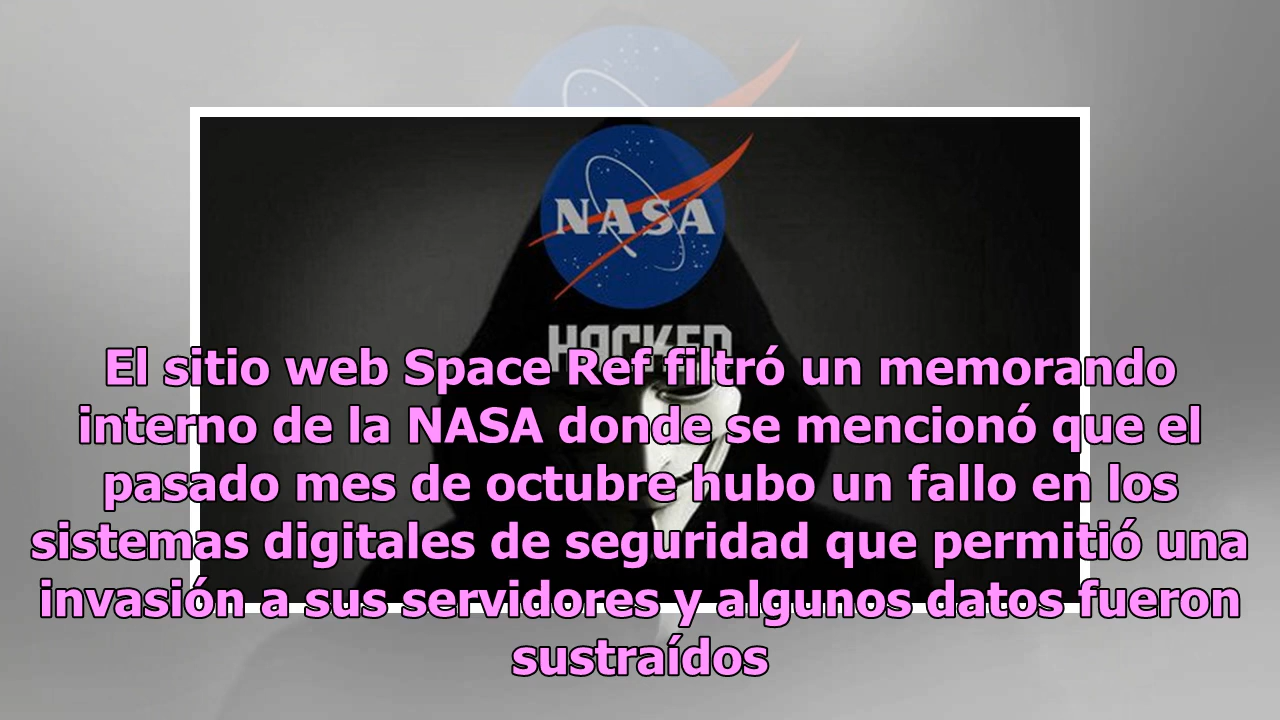 NASA
HACKED
El sitio web Space Ref filtró un memorando
interno de la NASA donde se mencionó que el
pasado mes de octubre hubo un fallo en los
sistemas digitales de seguridad que permitió una
invasión a sus servidores y algunos datos fueron
sustraídos